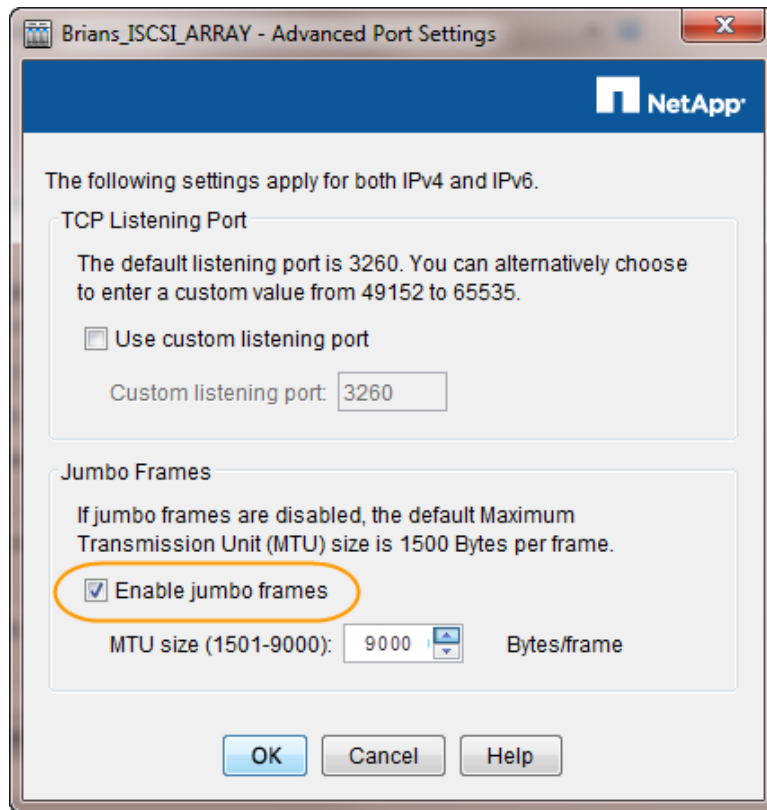 Brians_ISCSI_ARRAY - Advanced Port Settings
NetApp
The following settings apply for both IPv4 and IPv6.
TCP Listening Port
The default listening port is 3260. You can alternatively choose
to enter a custom value from 49152 to 65535.
Use custom listening port
Custom listening port: 3260
Jumbo Frames
If jumbo frames are disabled, the default Maximum
Transmission Unit (MTU) size is 1500 Bytes per frame.
Enable jumbo frames
MTU size (1501-9000): 9000 Bytes/frame
OK Cancel Help